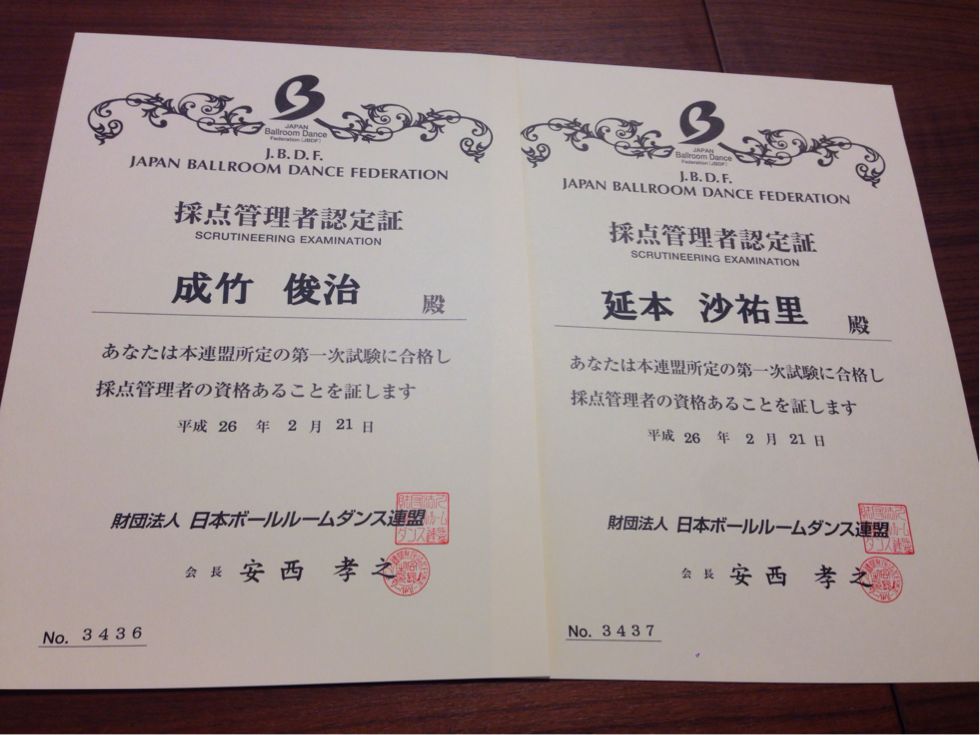 JAPAN
Ballroom Dance
Federation (JBDF)
J.B.D.F.
JAPAN BALLROOM DANCE FEDERATION
採点管理者認定証
SCRUTINEERING EXAMINATION
成竹 俊治 殿
あなたは本連盟所定の第一次試験に合格し
採点管理者の資格あることを証します
平成 26 年 2 月 21 日
財団法人 日本ボールルームダンス連盟
会長 安西 孝之
No. 3436
JAPAN
Ballroom Dance
Federation (JBDF)
J.B.D.F.
JAPAN BALLROOM DANCE FEDERATION
採点管理者認定証
SCRUTINEERING EXAMINATION
延本 沙祐里 殿
あなたは本連盟所定の第一次試験に合格し
採点管理者の資格あることを証します
平成 26 年 2 月 21 日
財団法人 日本ボールルームダンス連盟
会長 安西 孝之
No. 3437